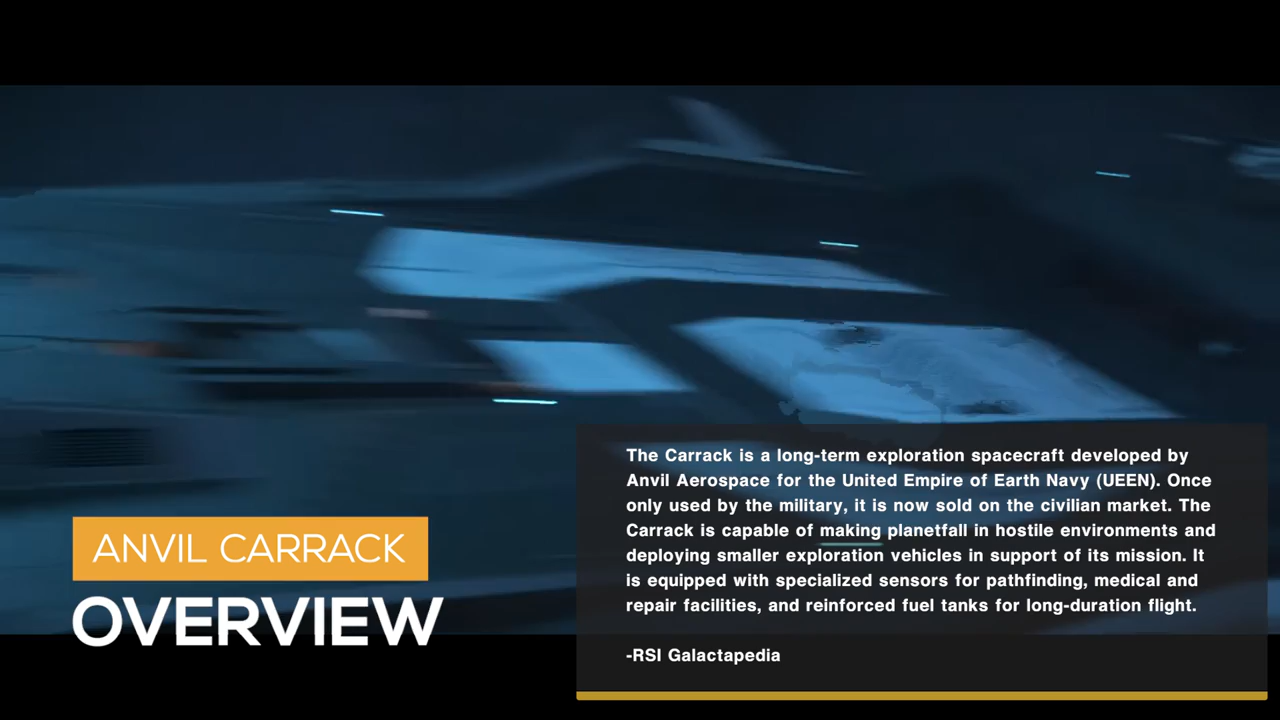 ANVIL CARRACK
OVERVIEW
The Carrack is a long-term exploration spacecraft developed by
Anvil Aerospace for the United Empire of Earth Navy (UEEN). Once
only used by the military, it is now sold on the civilian market. The
Carrack is capable of making planetfall in hostile environments and
deploying smaller exploration vehicles in support of its mission. It
is equipped with specialized sensors for pathfinding, medical and
repair facilities, and reinforced fuel tanks for long-duration flight.
-RSI Galactapedia